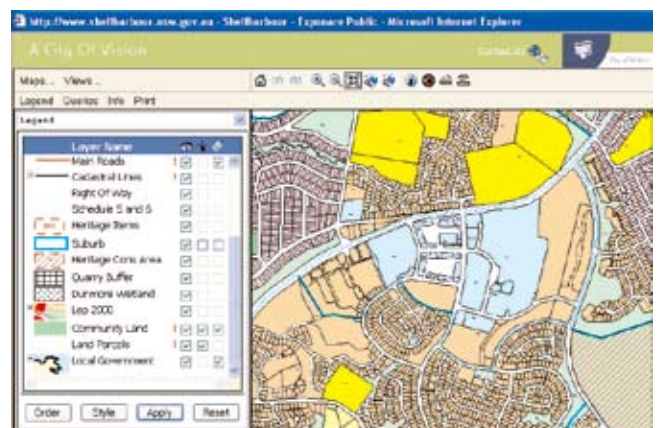 http://www.shellharbour.nsw.gov.au - Shellharbour - Exponare Public - Microsoft Internet Explorer
A City Of Vision
Contact Us
Maps... Views...
Legend Queries Info Print
Legend
Layer Name
Main Roads
Cadastral Lines
Right Of Way
Schedule 5 and 6
Heritage Items
Suburb
Heritage Cons area
Quarry Buffer
Dunmore Wetland
Lep 2000
Community Land
Land Parcels
Local Government
Order Style Apply Reset